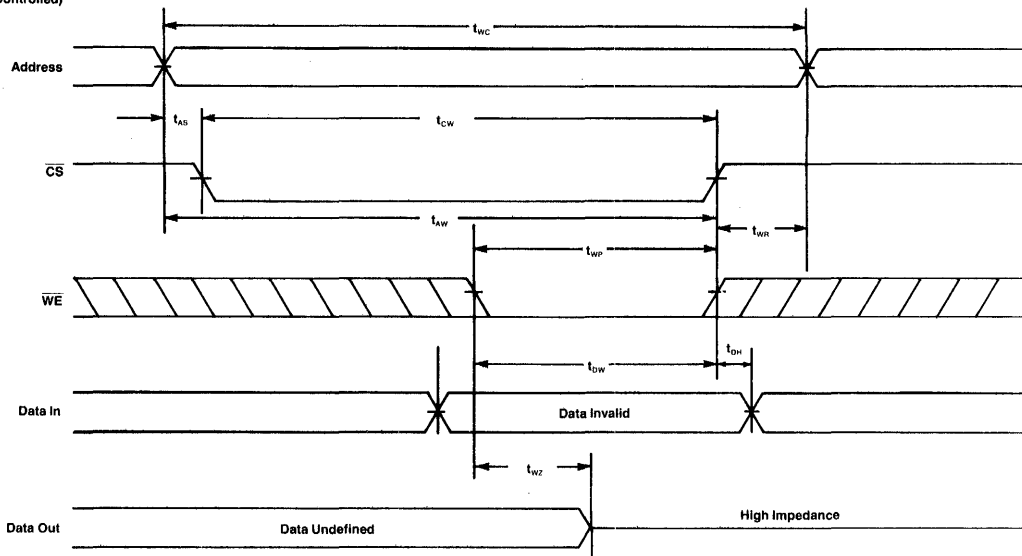 ontrolled)
tWC
Address
tAS
tCW
CS
tAW
tWR
tWP
WE
tDH
tDW
Data In
Data Invalid
tWZ
High Impedance
Data Out
Data Undefined